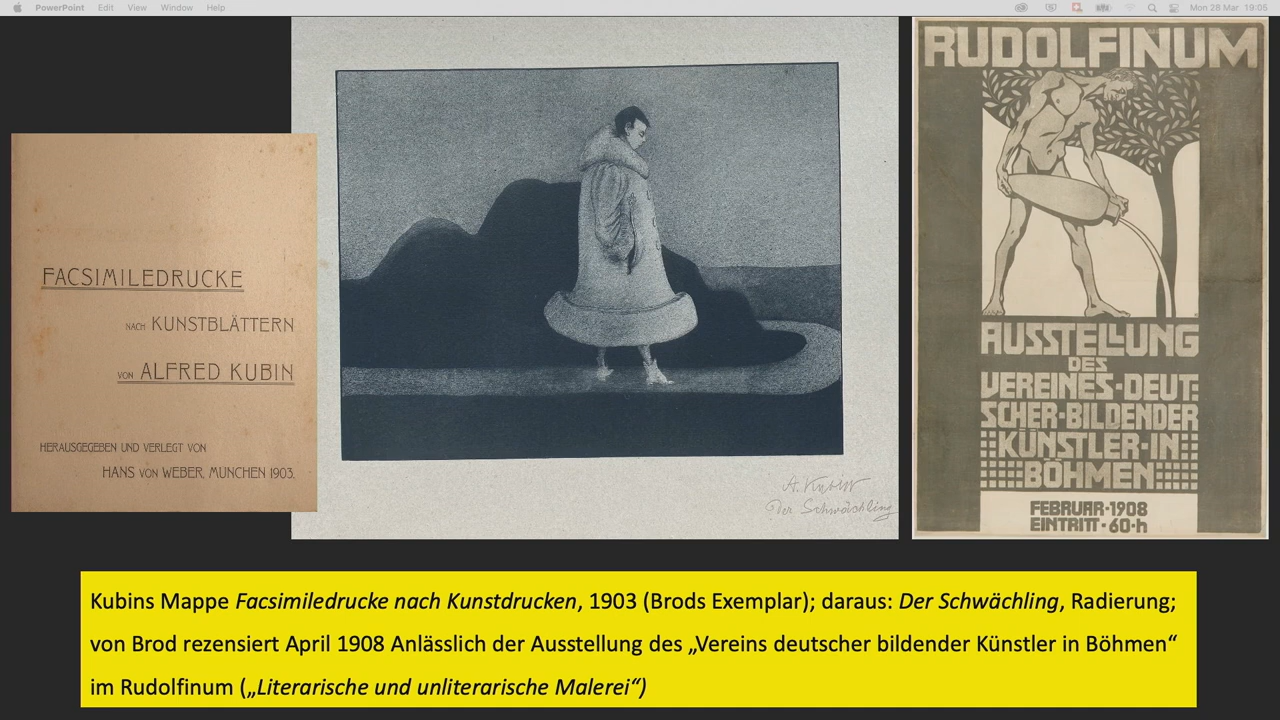 PowerPoint Edit View Window Help
Mon 28 Mar 19:05
FACSIMILEDRUCKE
NACH KUNSTBLÄTTERN
VON ALFRED KUBIN
HERAUSGEGEBEN UND VERLEGT VON
HANS VON WEBER, MÜNCHEN 1903.
A. Kubin
Der Schwächling
RUDOLFINUM
AUSSTELLUNG
DES
VEREINES-DEUT:
SCHER-BILDENDER
KÜNSTLER-IN
BÖHMEN
FEBRUAR-1908
EINTRITT-60-h
Kubins Mappe Facsimiledrucke nach Kunstdrucken, 1903 (Brods Exemplar); daraus: Der Schwächling, Radierung;
von Brod rezensiert April 1908 Anlässlich der Ausstellung des „Vereins deutscher bildender Künstler in Böhmen“
im Rudolfinum („Literarische und unliterarische Malerei“)